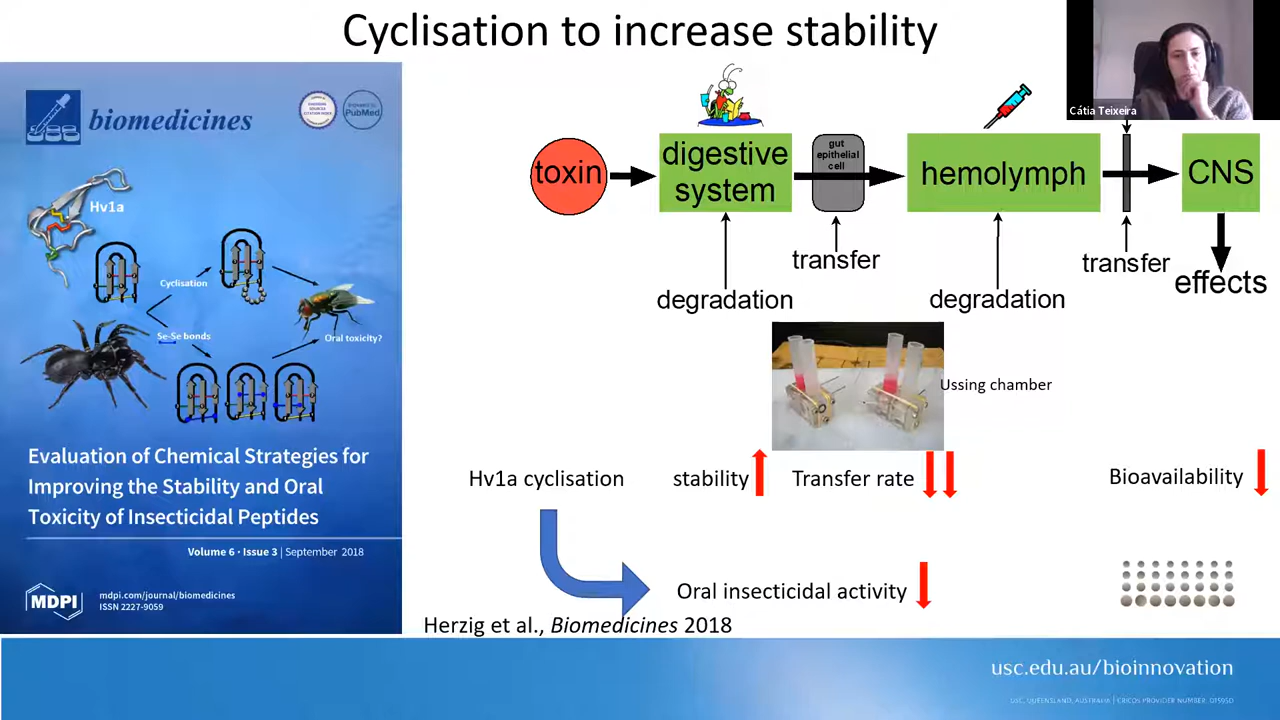 Cyclisation to increase stability
Cátia Teixeira
biomedicines
PubMed
Hv1a
Cyclisation
Se-Se bonds
Oral toxicity?
Evaluation of Chemical Strategies for
Improving the Stability and Oral
Toxicity of Insecticidal Peptides
Volume 6 • Issue 3 | September 2018
MDPI
mdpi.com/journal/biomedicines
ISSN 2227-9059
toxin
digestive
system
gut
epithelial
cell
hemolymph
CNS
transfer
transfer
degradation
degradation
effects
Ussing chamber
Hv1a cyclisation
stability
Transfer rate
Bioavailability
Oral insecticidal activity
Herzig et al., Biomedicines 2018
usc.edu.au/bioinnovation
USC, QUEENSLAND, AUSTRALIA | CRICOS PROVIDER NUMBER: 01595D